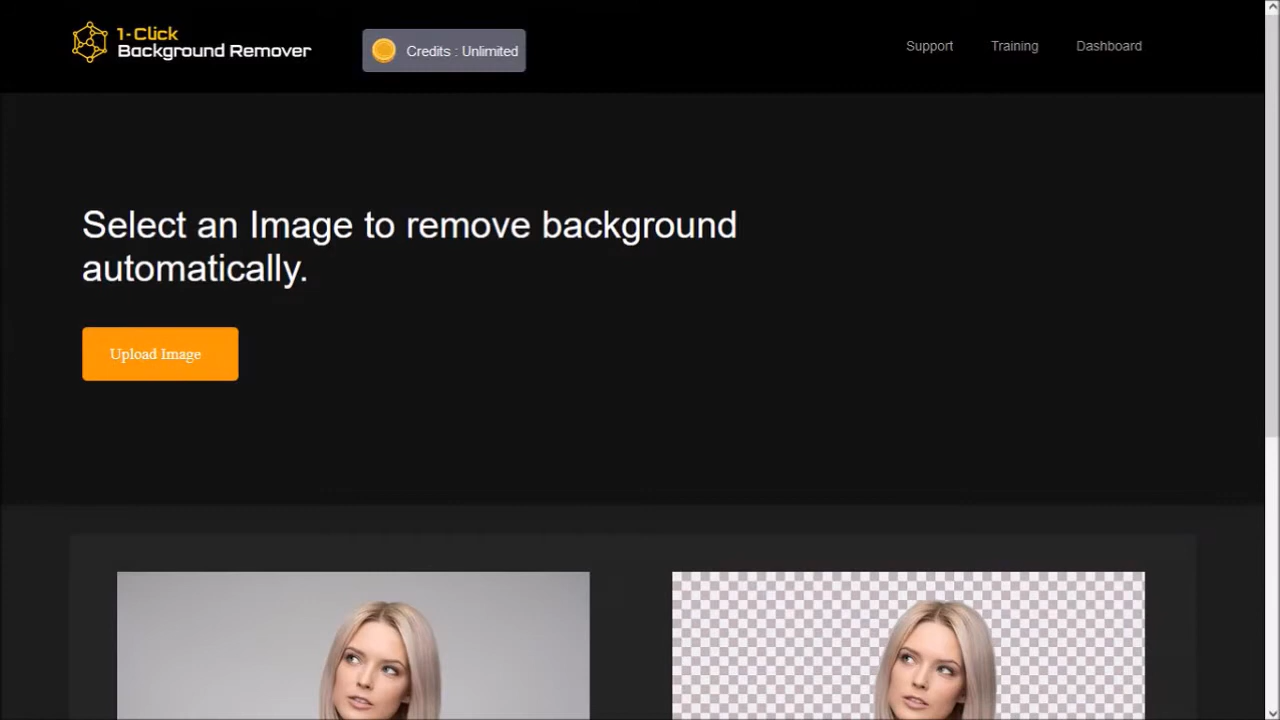 1-Click
Background Remover
Credits : Unlimited
Support
Training
Dashboard
Select an Image to remove background
automatically.
Upload Image